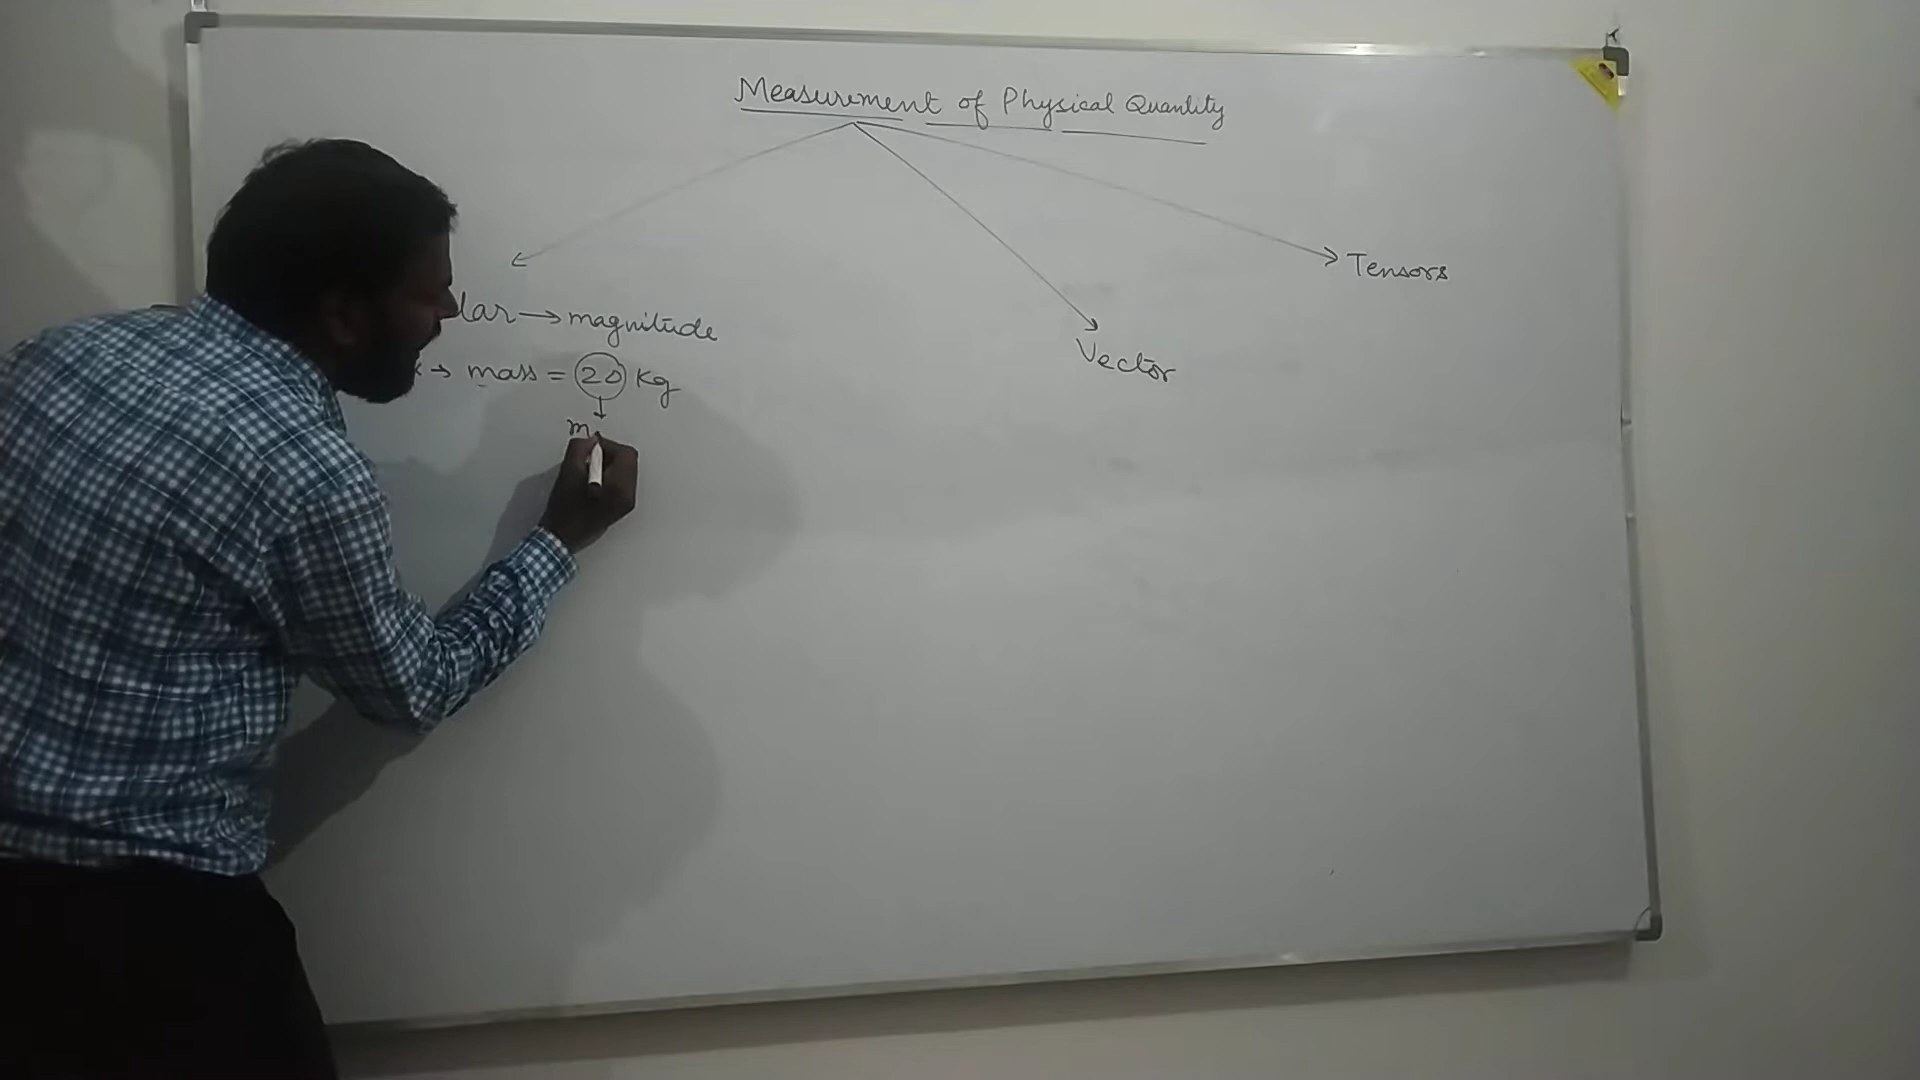 Measurement of Physical Quantity
Tensors
lar → magnitude
Vector
→ mass = 20 Kg
m